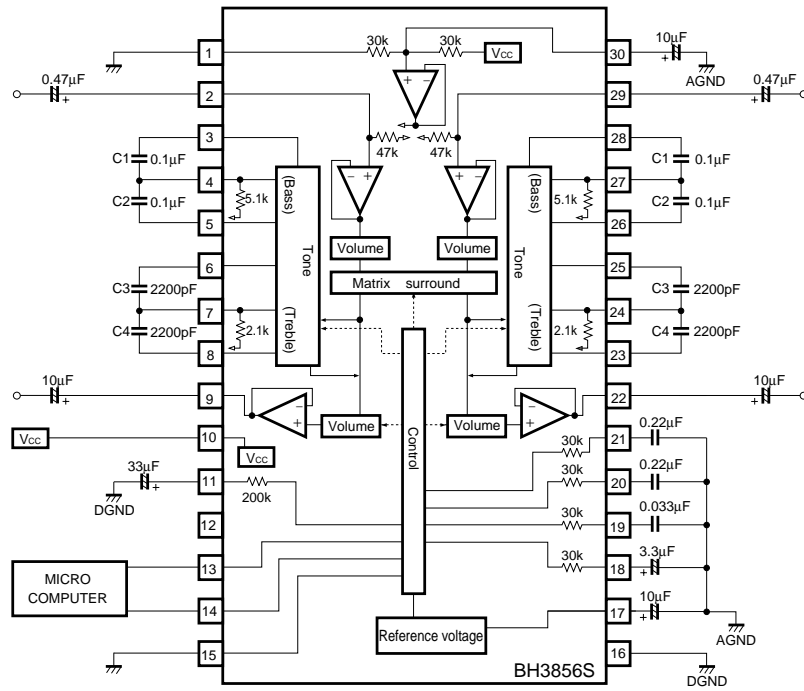 1 30k 30k Vcc 30 10μF + AGND
0.47μF + 2 + − 29 0.47μF +
3 47k 47k 28
C1 0.1μF 4 (Bass) 5.1k − + − + (Bass) 5.1k 27 C1 0.1μF
C2 0.1μF 5 Volume Volume 26 C2 0.1μF
6 Tone Matrix surround Tone 25
C3 2200pF 7 (Treble) 2.1k (Treble) 2.1k 24 C3 2200pF
C4 2200pF 8 23 C4 2200pF
10μF + 9 − + Volume Volume − + 22 10μF +
Vcc 10 Vcc Control 30k 21 0.22μF
33μF + DGND 11 200k 30k 20 0.22μF
12 30k 19 0.033μF
MICRO COMPUTER 13 30k 18 3.3μF +
14 17 10μF + AGND
15 Reference voltage 16 DGND
BH3856S